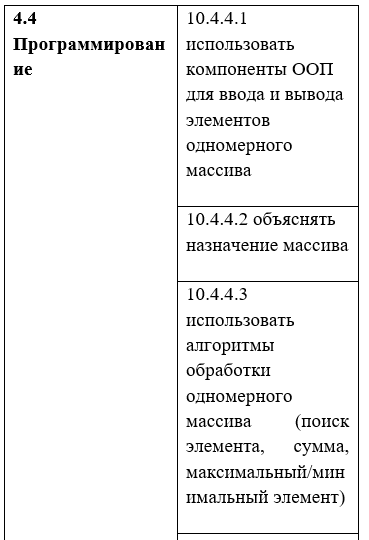 4.4
Программирован
ие
10.4.4.1
использовать
компоненты ООП
для ввода и вывода
элементов
одномерного
массива
10.4.4.2 объяснять
назначение массива
10.4.4.3
использовать
алгоритмы
обработки
одномерного
массива (поиск
элемента, сумма,
максимальный/мин
имальный элемент)